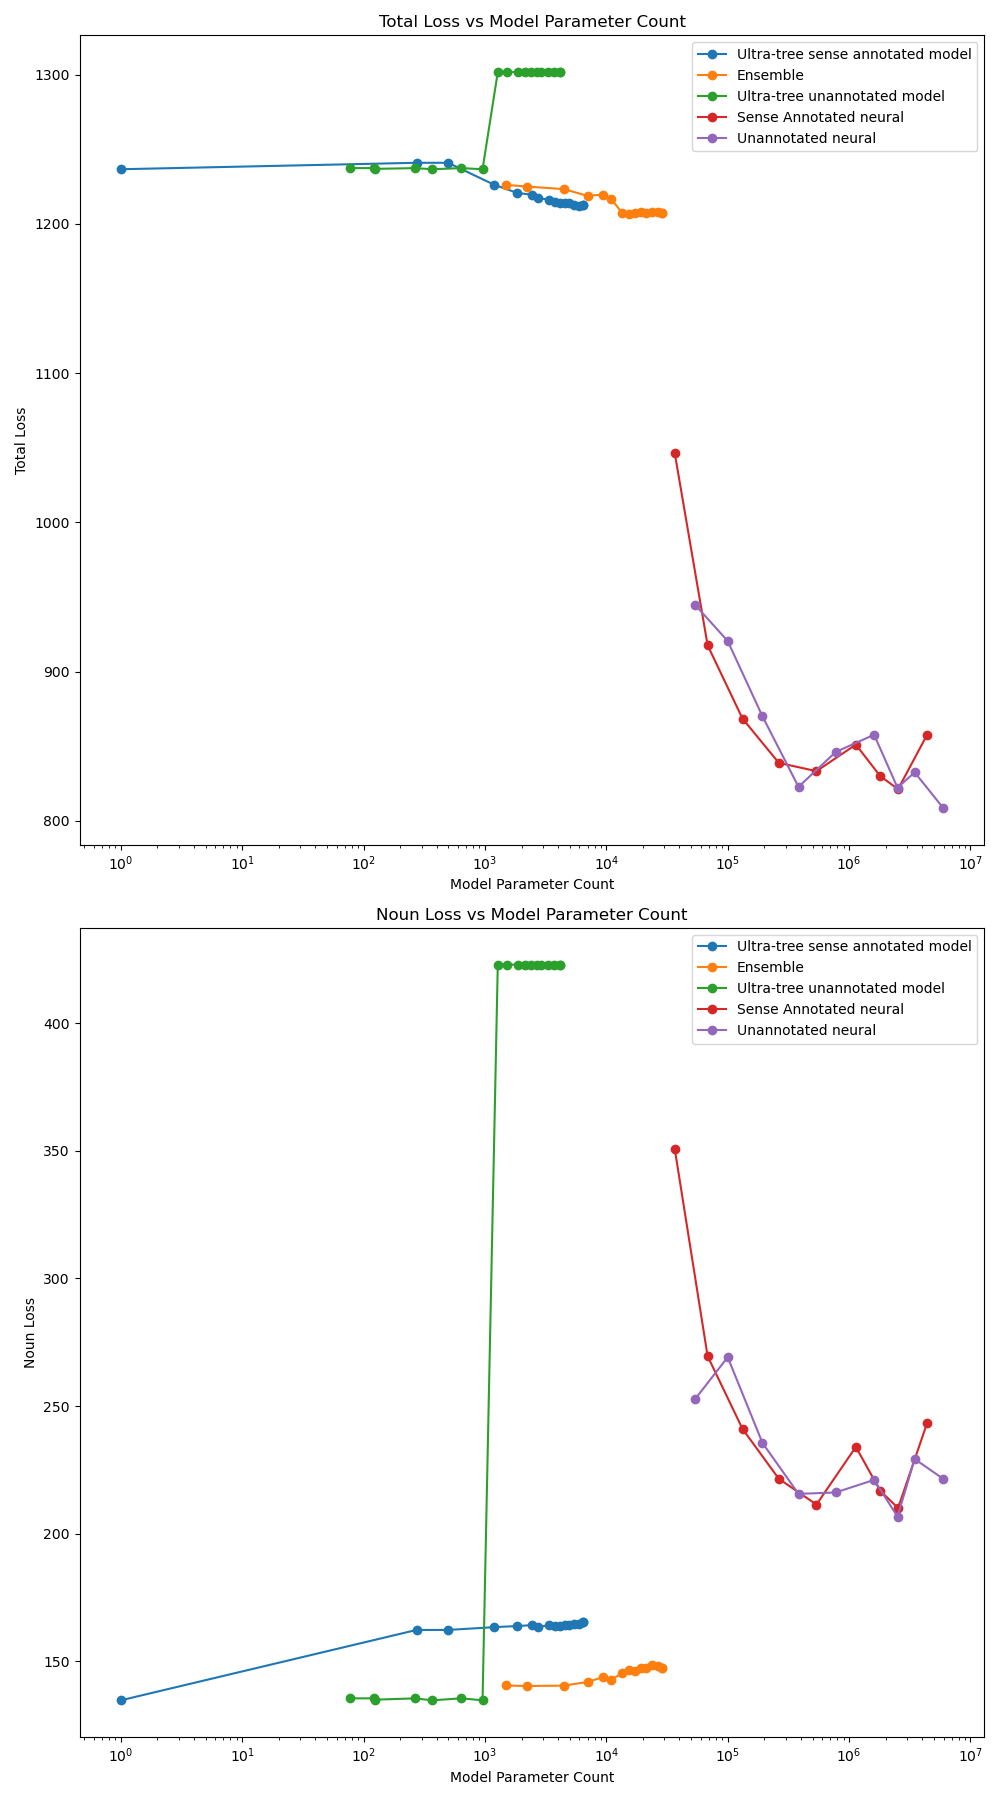 Total Loss vs Model Parameter Count
Ultra-tree sense annotated model
Ensemble
Ultra-tree unannotated model
Sense Annotated neural
Unannotated neural
1300
1200
1100
1000
900
800
Total Loss
10⁰ 10¹ 10² 10³ 10⁴ 10⁵ 10⁶ 10⁷
Model Parameter Count
Noun Loss vs Model Parameter Count
Ultra-tree sense annotated model
Ensemble
Ultra-tree unannotated model
Sense Annotated neural
Unannotated neural
400
350
300
250
200
150
Noun Loss
10⁰ 10¹ 10² 10³ 10⁴ 10⁵ 10⁶ 10⁷
Model Parameter Count